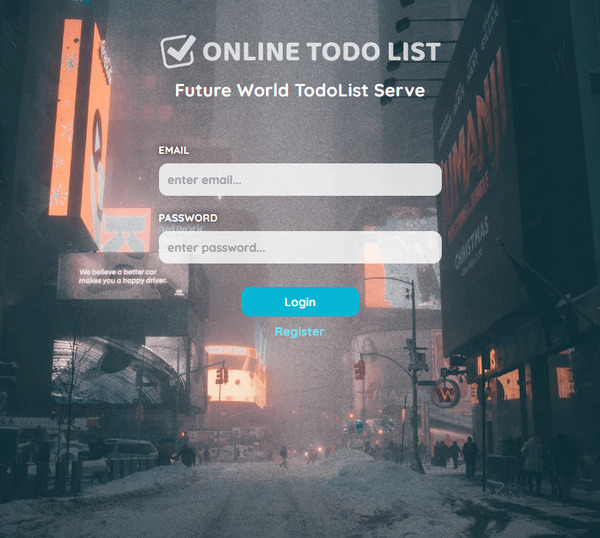 ONLINE TODO LIST
Future World TodoList Serve
EMAIL
enter email...
PASSWORD
network
enter password...
We believe a better car
makes you a happy driver.
Login
Register
CHRISTMAS
W